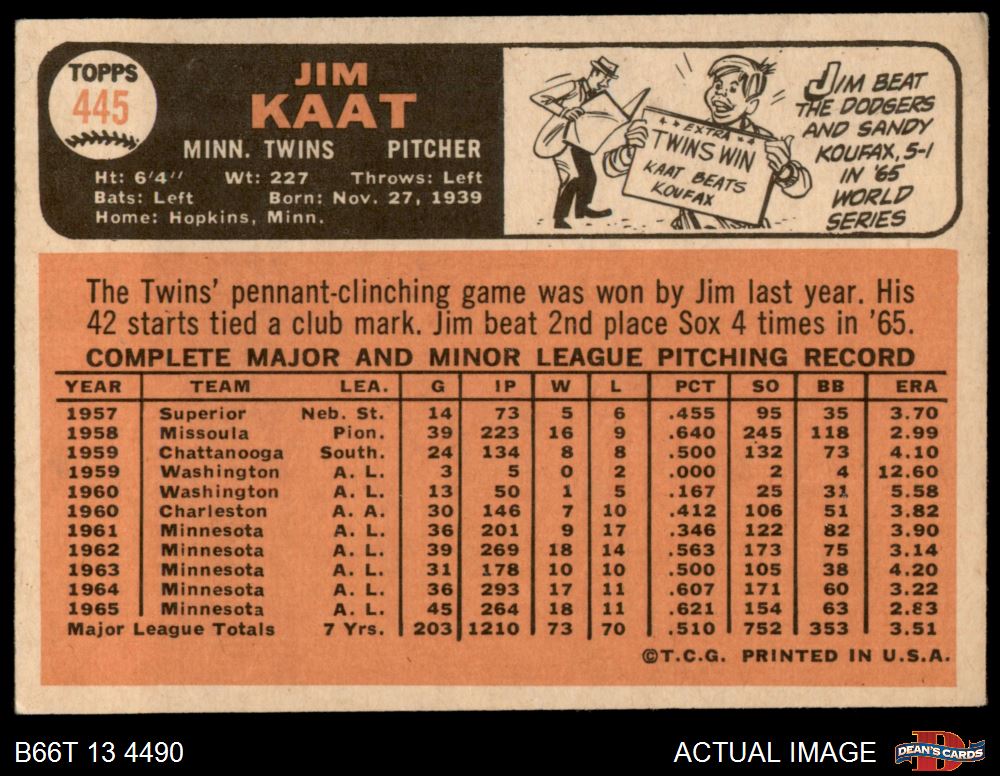 TOPPS
445
JIM
KAAT
MINN. TWINS PITCHER
Ht: 6'4" Wt: 227 Throws: Left
Bats: Left Born: Nov. 27, 1939
Home: Hopkins, Minn.
EXTRA
TWINS WIN
KAAT BEATS
KOUFAX
JIM BEAT
THE DODGERS
AND SANDY
KOUFAX, 5-1
IN '65
WORLD
SERIES
The Twins' pennant-clinching game was won by Jim last year. His
42 starts tied a club mark. Jim beat 2nd place Sox 4 times in '65.
COMPLETE MAJOR AND MINOR LEAGUE PITCHING RECORD
YEAR TEAM LEA. G IP W L PCT SO BB ERA
1957 Superior Neb. St. 14 73 5 6 .455 95 35 3.70
1958 Missoula Pion. 39 223 16 9 .640 245 118 2.99
1959 Chattanooga South. 24 134 8 8 .500 132 73 4.10
1959 Washington A. L. 3 5 0 2 .000 2 4 12.60
1960 Washington A. L. 13 50 1 5 .167 25 31 5.58
1960 Charleston A. A. 30 146 7 10 .412 106 51 3.82
1961 Minnesota A. L. 36 201 9 17 .346 122 82 3.90
1962 Minnesota A. L. 39 269 18 14 .563 173 75 3.14
1963 Minnesota A. L. 31 178 10 10 .500 105 38 4.20
1964 Minnesota A. L. 36 293 17 11 .607 171 60 3.22
1965 Minnesota A. L. 45 264 18 11 .621 154 63 2.83
Major League Totals 7 Yrs. 203 1210 73 70 .510 752 353 3.51
©T.C.G. PRINTED IN U.S.A.
B66T 13 4490 ACTUAL IMAGE
DEAN'S CARDS